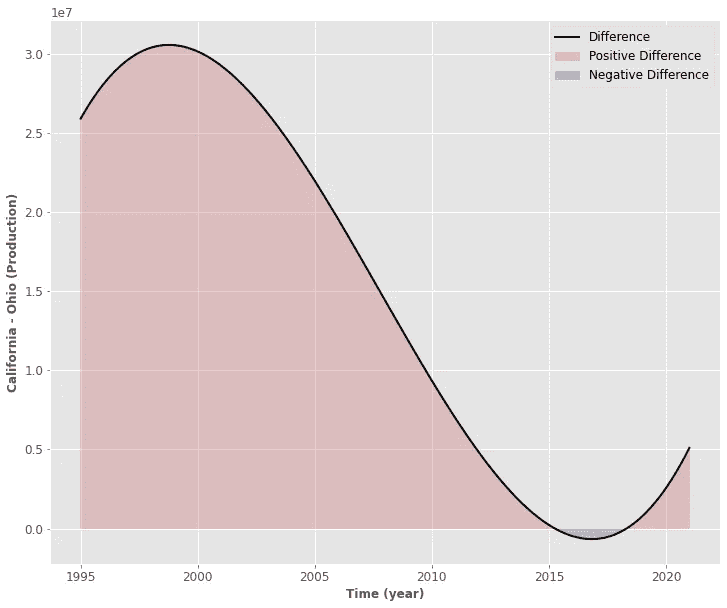 1e7
Difference
Positive Difference
Negative Difference
3.0
2.5
2.0
1.5
1.0
0.5
0.0
California - Ohio (Production)
1995 2000 2005 2010 2015 2020
Time (year)